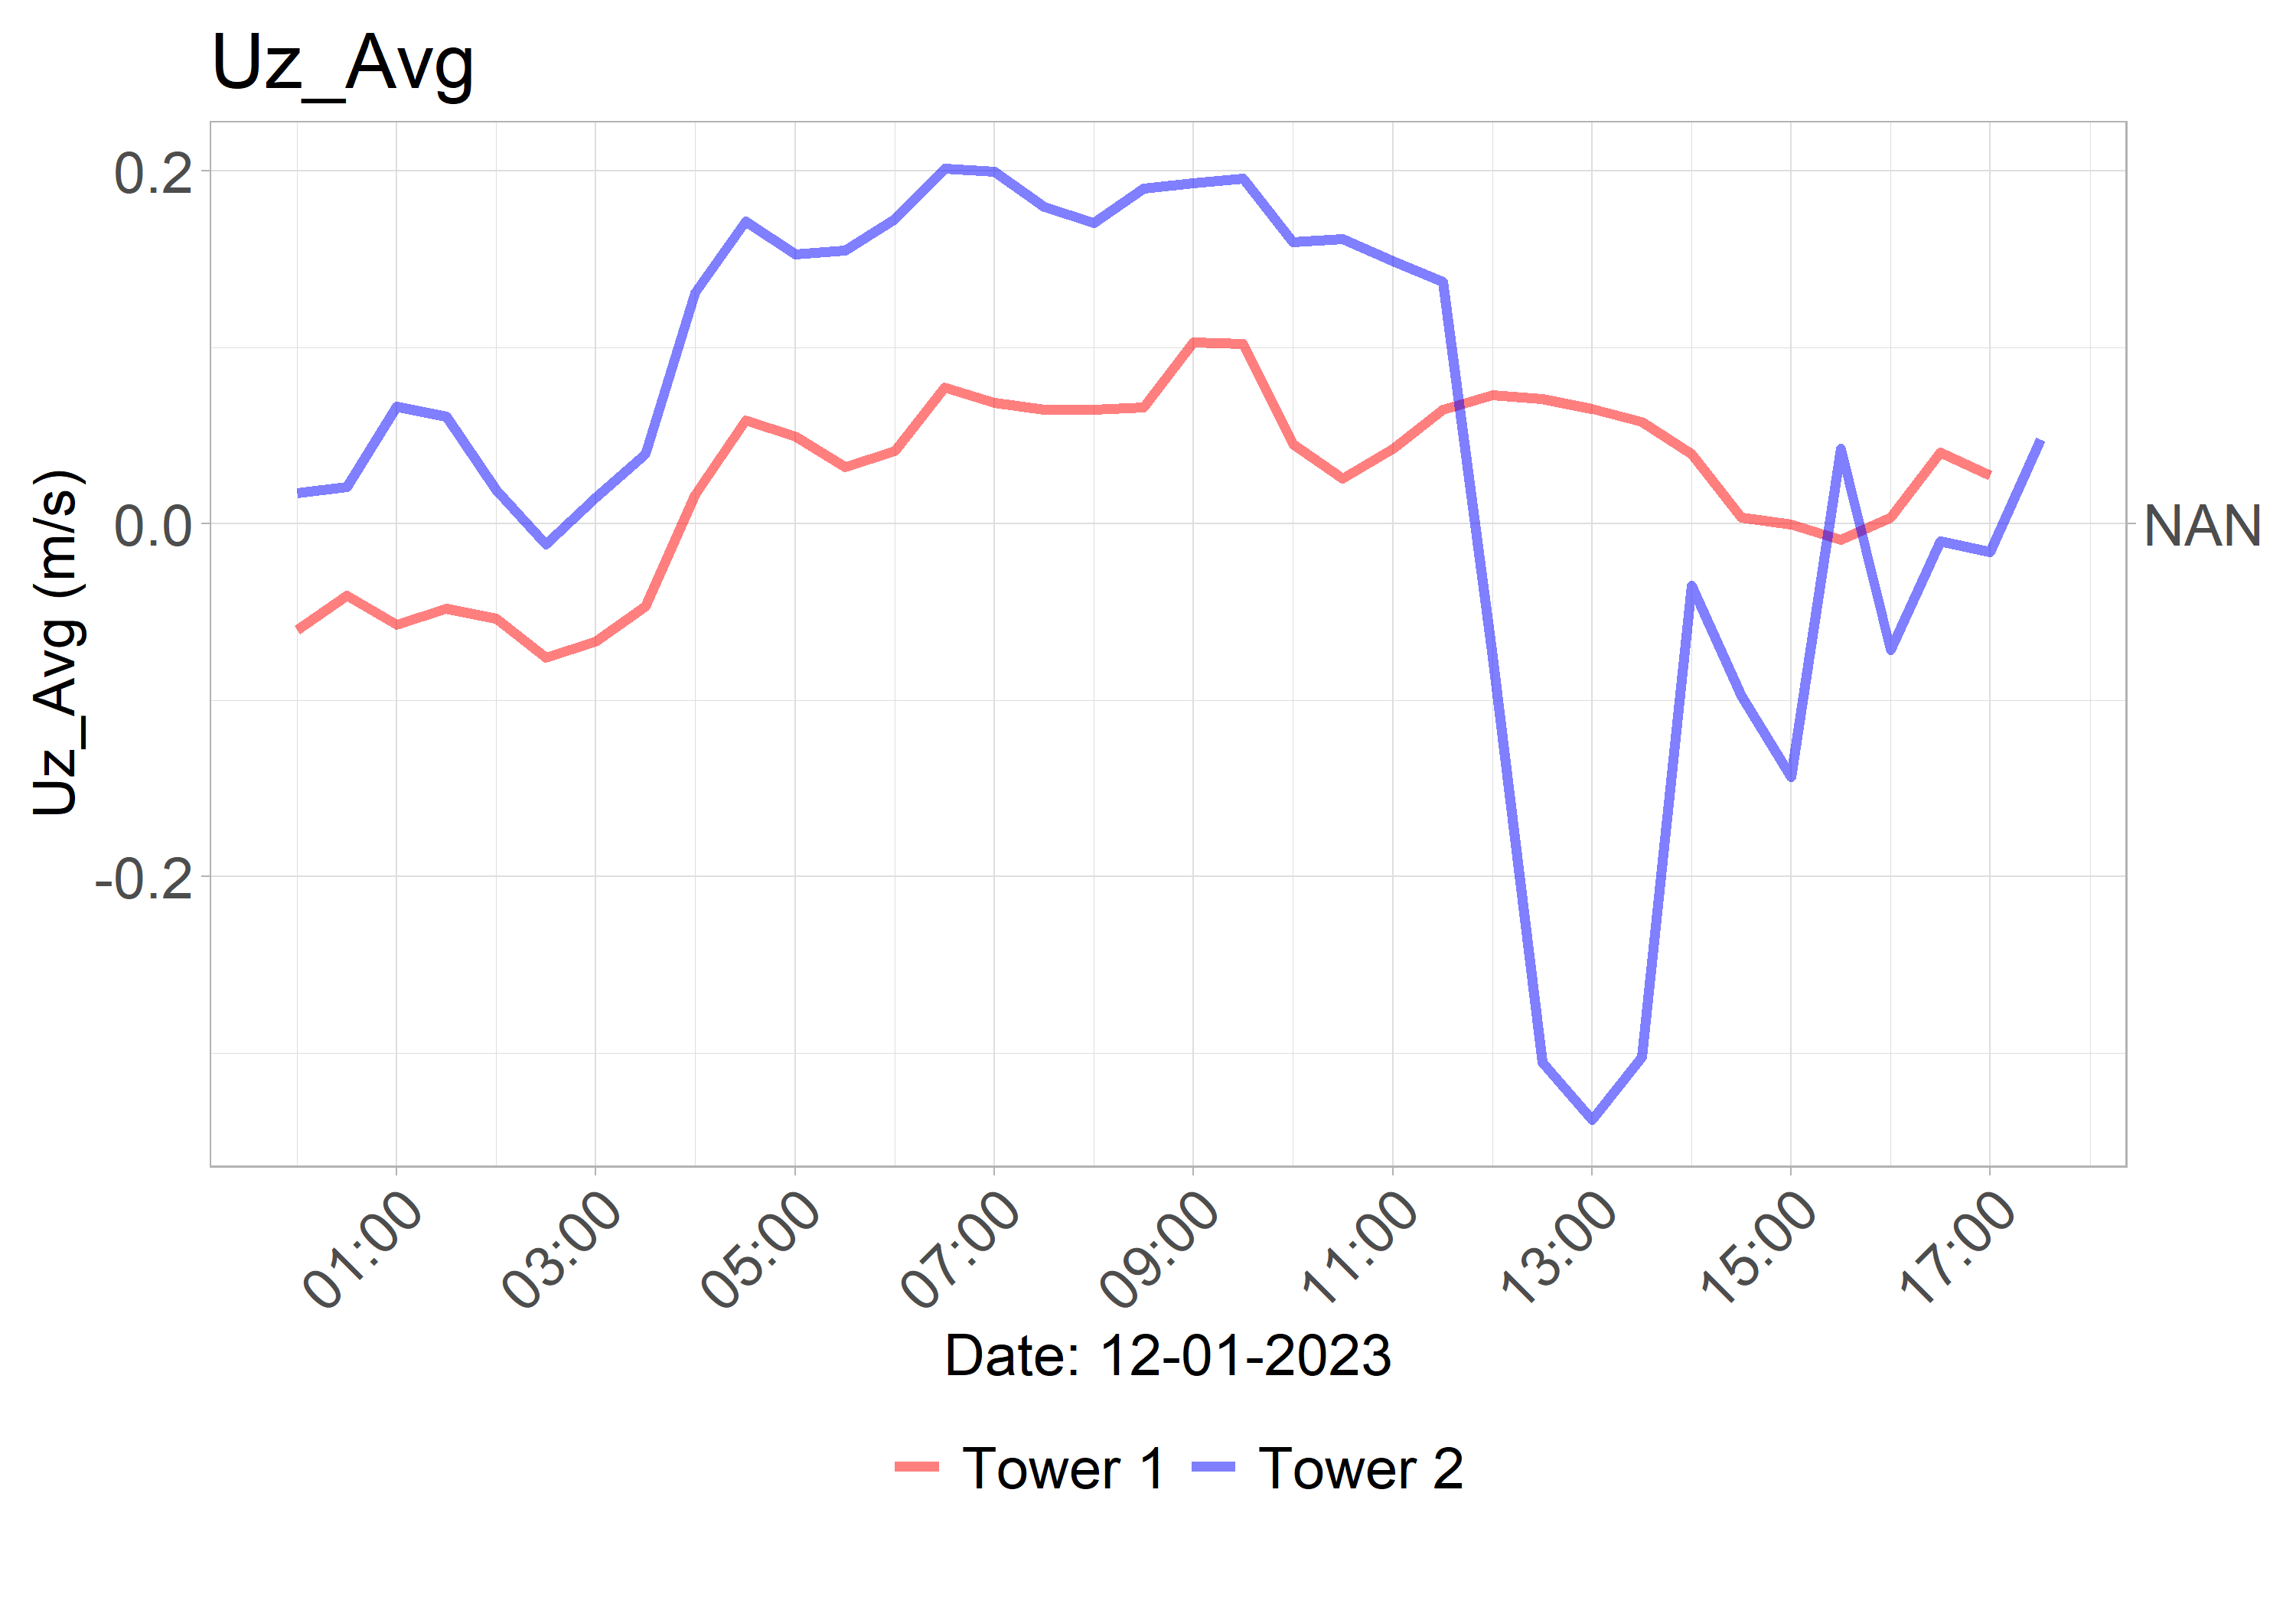 Uz_Avg
Uz_Avg (m/s)
0.2
0.0
-0.2
NAN
01:00 03:00 05:00 07:00 09:00 11:00 13:00 15:00 17:00
Date: 12-01-2023
Tower 1 Tower 2